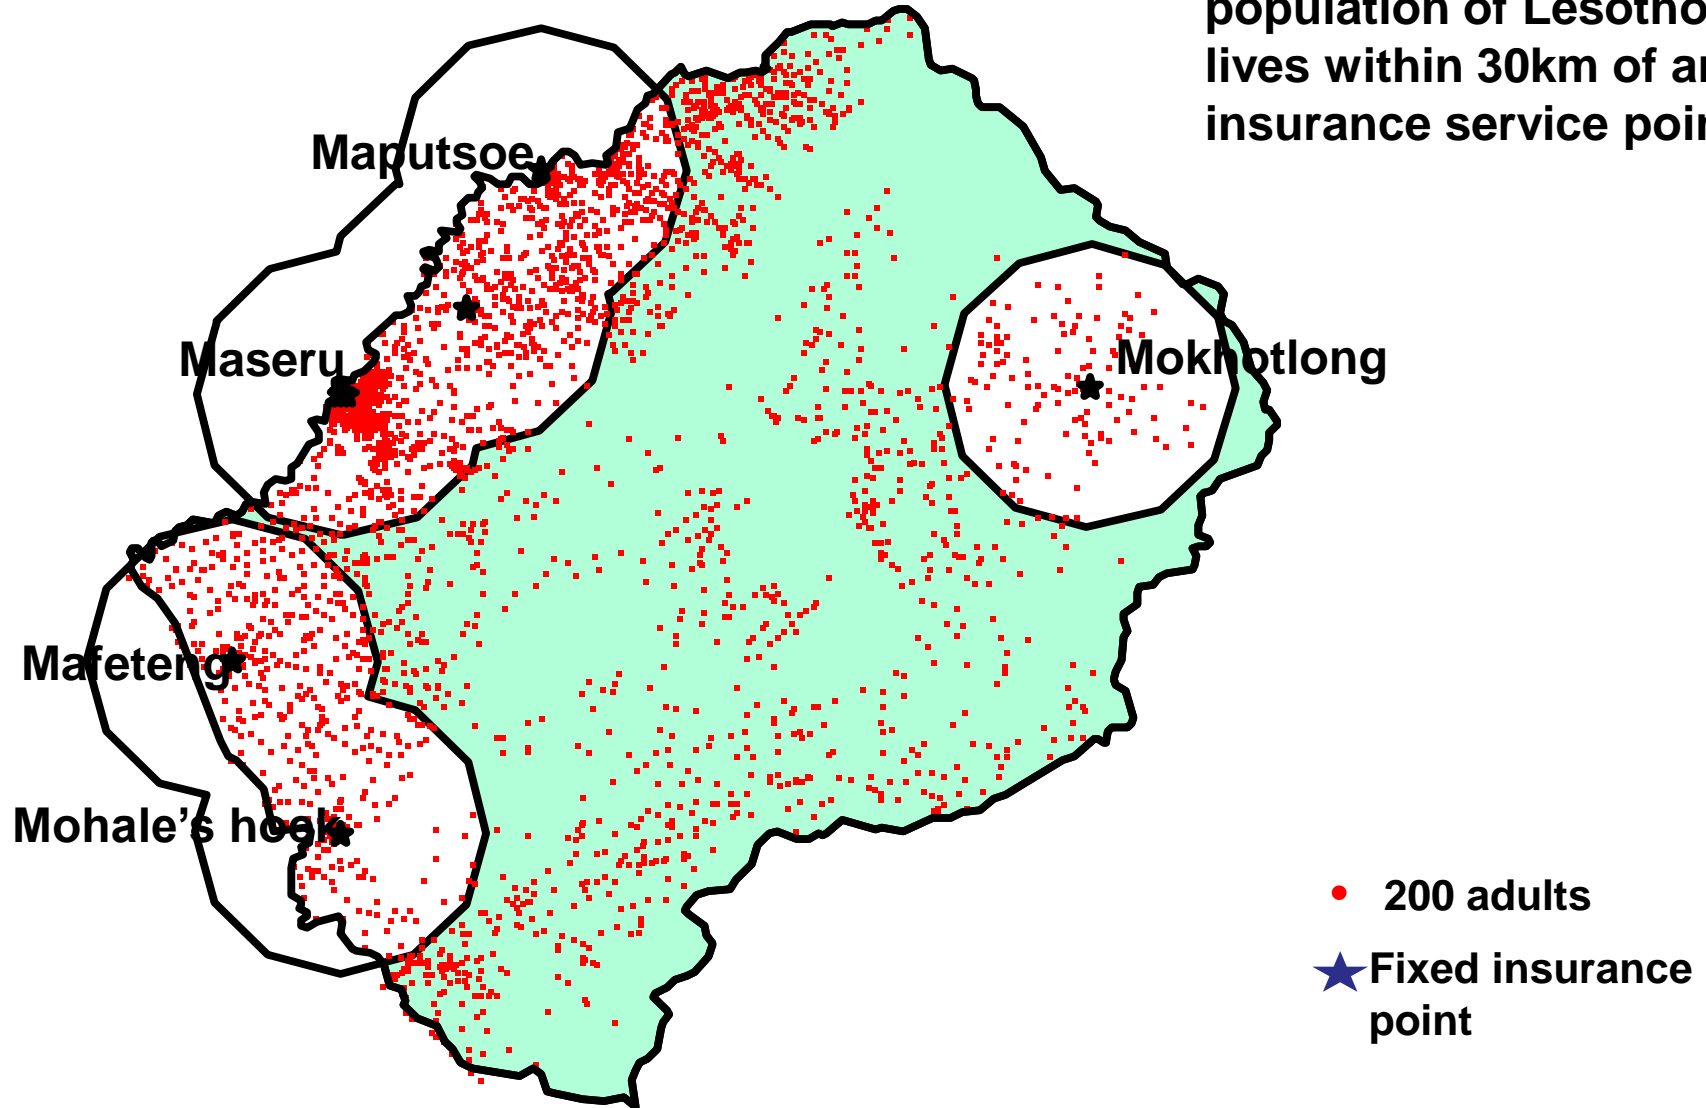 population of Lesotho
lives within 30km of an
insurance service poin
Maputsoe
Maseru
Mokhotlong
Mafeteng
Mohale’s hoek
200 adults
Fixed insurance
point